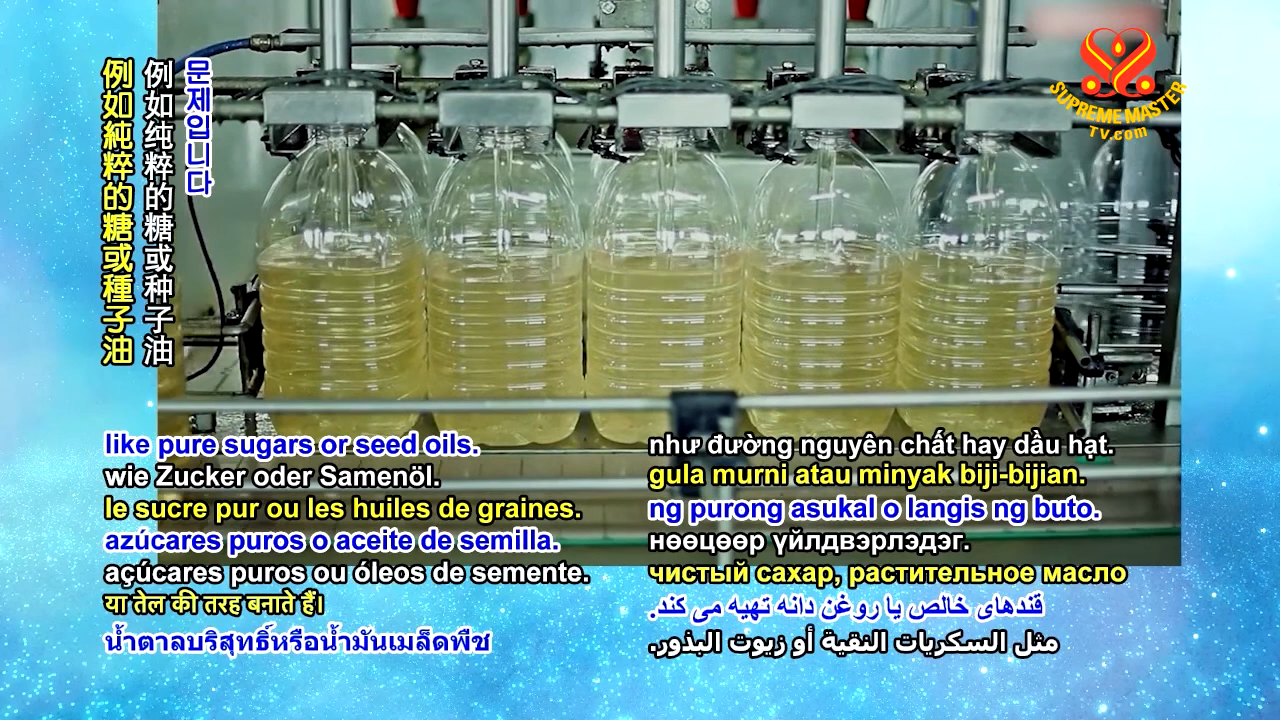 例如純粹的糖或種子油
例如纯粹的糖或种子油
문제입니다
SUPREME MASTER
TV.com
like pure sugars or seed oils.
wie Zucker oder Samenöl.
le sucre pur ou les huiles de graines.
azúcares puros o aceite de semilla.
açúcares puros ou óleos de semente.
या तेल की तरह बनाते हैं।
น้ำตาลบริสุทธิ์หรือน้ำมันเมล็ดพืช
như đường nguyên chất hay dầu hạt.
gula murni atau minyak biji-bijian.
ng purong asukal o langis ng buto.
нөөцөөр үйлдвэрлэдэг.
чистый сахар, растительное масло
قندهای خالص یا روغن دانه تهیه می کند.
مثل السكريات النقية أو زيوت البذور.